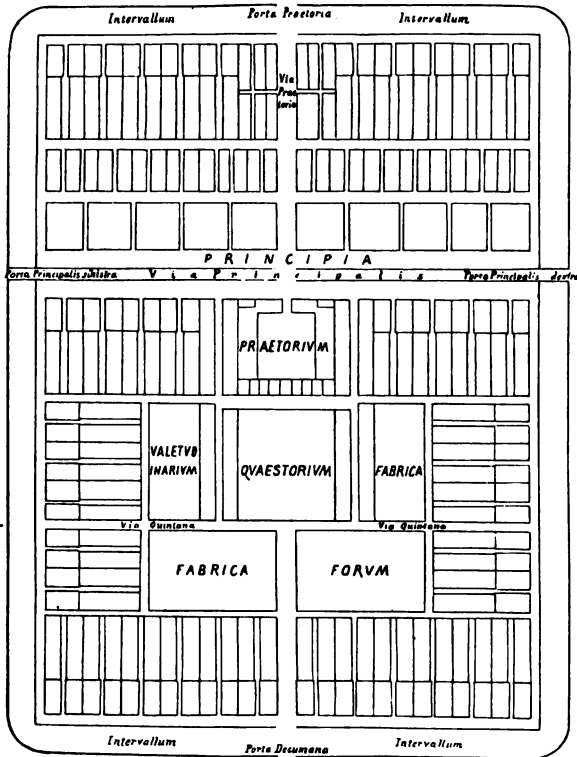 Porta Praetoria
Intervallum Intervallum
Via
Prae
toria
PRINCIPIA
Porta Principalis sinistra Via Principalis Porta Principalis dextra
PRAETORIVM
VALETVD
INARIVM
QVAESTORIVM
FABRICA
Via Quintana Via Quintana
FABRICA
FORVM
Intervallum Intervallum
Porta Decumana